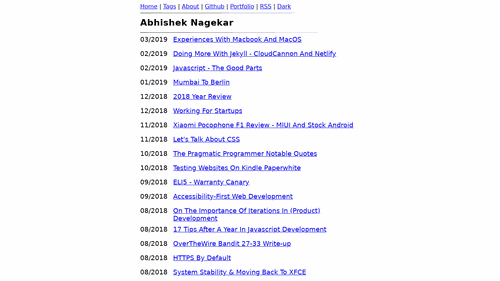 Home | Tags | About | Github | Portfolio | RSS | Dark
Abhishek Nagekar
03/2019 Experiences With Macbook And MacOS
02/2019 Doing More With Jekyll - CloudCannon And Netlify
02/2019 Javascript - The Good Parts
01/2019 Mumbai To Berlin
12/2018 2018 Year Review
12/2018 Working For Startups
11/2018 Xiaomi Pocophone F1 Review - MIUI And Stock Android
11/2018 Let's Talk About CSS
10/2018 The Pragmatic Programmer Notable Quotes
10/2018 Testing Websites On Kindle Paperwhite
09/2018 ELI5 - Warranty Canary
09/2018 Accessibility-First Web Development
08/2018 On The Importance Of Iterations In (Product)
Development
08/2018 17 Tips After A Year In Javascript Development
08/2018 OverTheWire Bandit 27-33 Write-up
08/2018 HTTPS By Default
08/2018 System Stability & Moving Back To XFCE